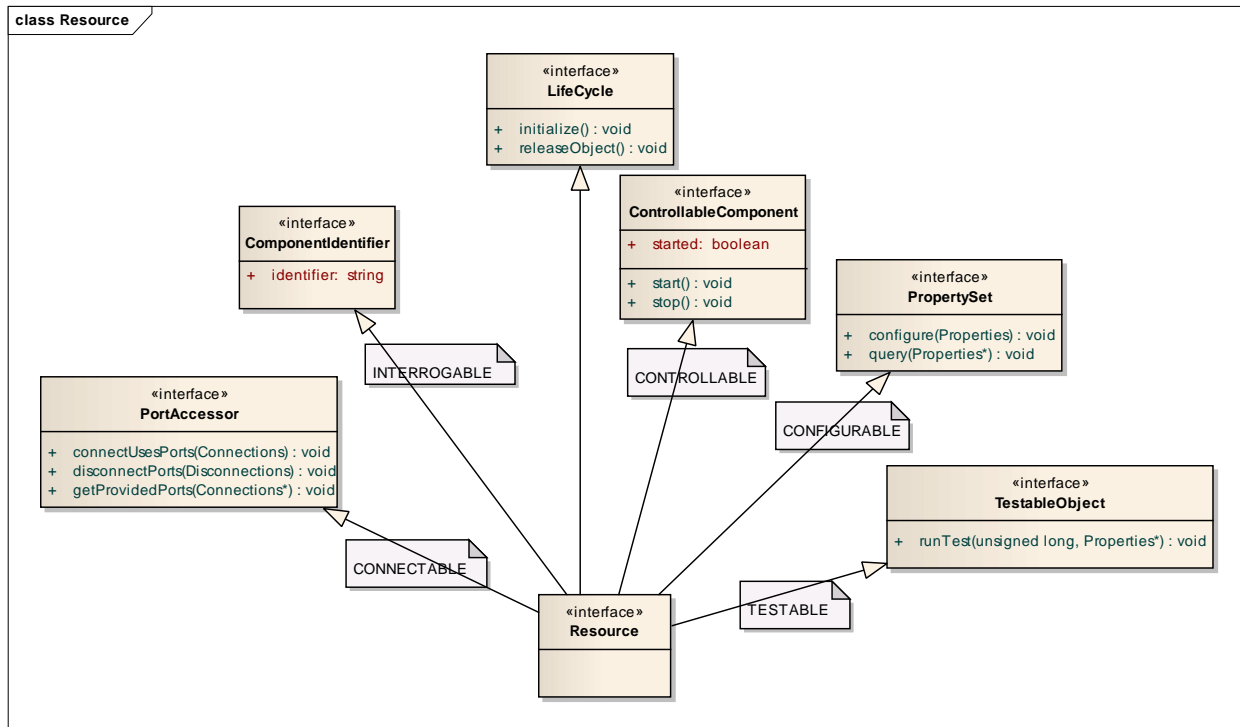 class Resource
«interface»
LifeCycle
+ initialize() : void
+ releaseObject() : void
«interface»
ControllableComponent
+ started: boolean
+ start() : void
+ stop() : void
«interface»
ComponentIdentifier
+ identifier: string
«interface»
PropertySet
+ configure(Properties) : void
+ query(Properties*) : void
INTERROGABLE
CONTROLLABLE
«interface»
PortAccessor
+ connectUsesPorts(Connections) : void
+ disconnectPorts(Disconnections) : void
+ getProvidedPorts(Connections*) : void
CONFIGURABLE
«interface»
TestableObject
+ runTest(unsigned long, Properties*) : void
CONNECTABLE
TESTABLE
«interface»
Resource